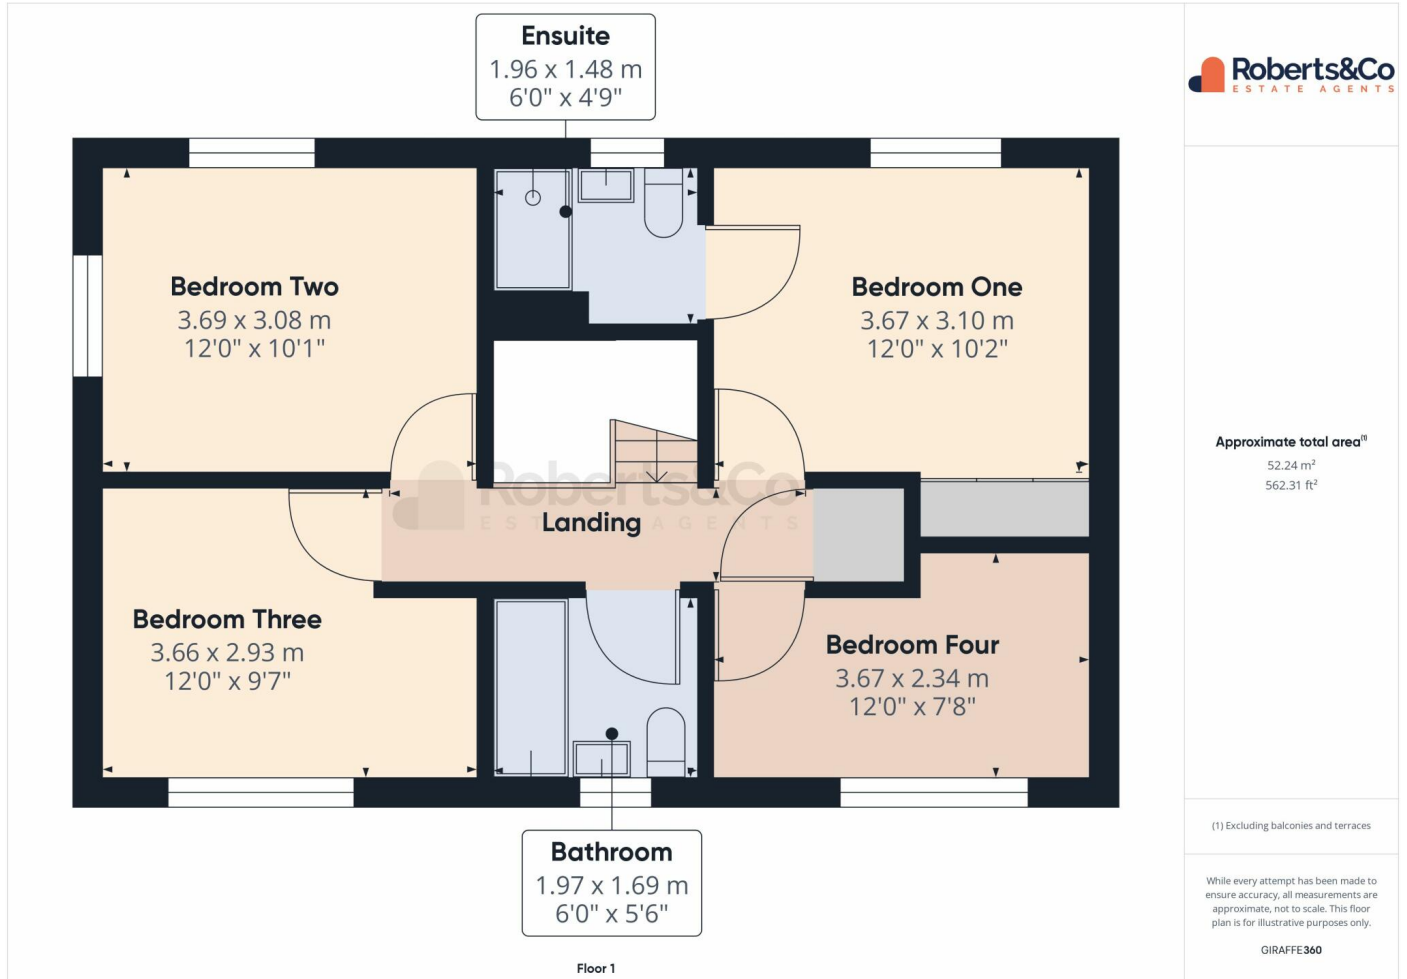 Ensuite
1.96 x 1.48 m
6'0" x 4'9"
Roberts&Co
ESTATE AGENTS
Bedroom Two
3.69 x 3.08 m
12'0" x 10'1"
Bedroom One
3.67 x 3.10 m
12'0" x 10'2"
Approximate total area(1)
52.24 m²
562.31 ft²
Roberts&Co
ESTATE AGENTS
Landing
Bedroom Three
3.66 x 2.93 m
12'0" x 9'7"
Bedroom Four
3.67 x 2.34 m
12'0" x 7'8"
Bathroom
1.97 x 1.69 m
6'0" x 5'6"
(1) Excluding balconies and terraces
While every attempt has been made to
ensure accuracy, all measurements are
approximate, not to scale. This floor
plan is for illustrative purposes only.
GIRAFFE360
Floor 1